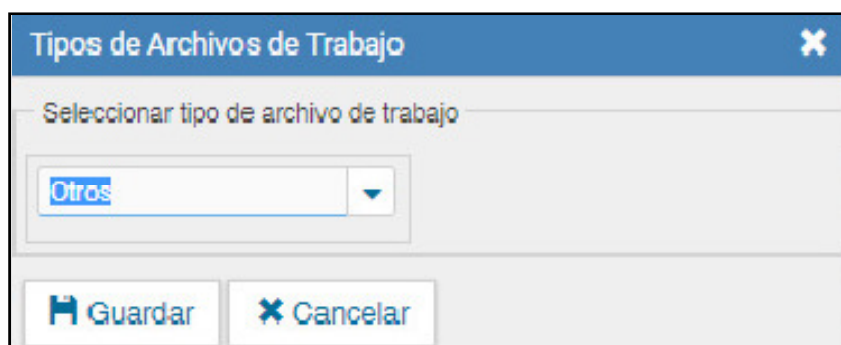 Tipos de Archivos de Trabajo
Seleccionar tipo de archivo de trabajo
Otros
Guardar Cancelar